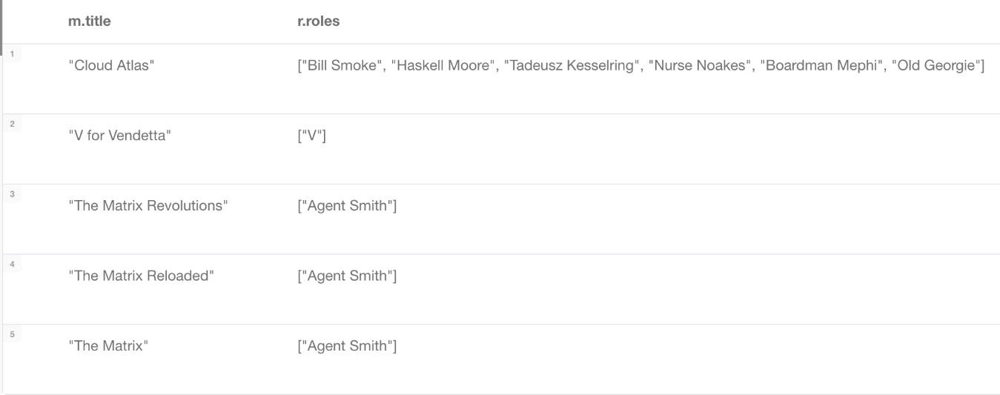 m.title r.roles
1
"Cloud Atlas" ["Bill Smoke", "Haskell Moore", "Tadeusz Kesselring", "Nurse Noakes", "Boardman Mephi", "Old Georgie"]
2
"V for Vendetta" ["V"]
3
"The Matrix Revolutions" ["Agent Smith"]
4
"The Matrix Reloaded" ["Agent Smith"]
5
"The Matrix" ["Agent Smith"]